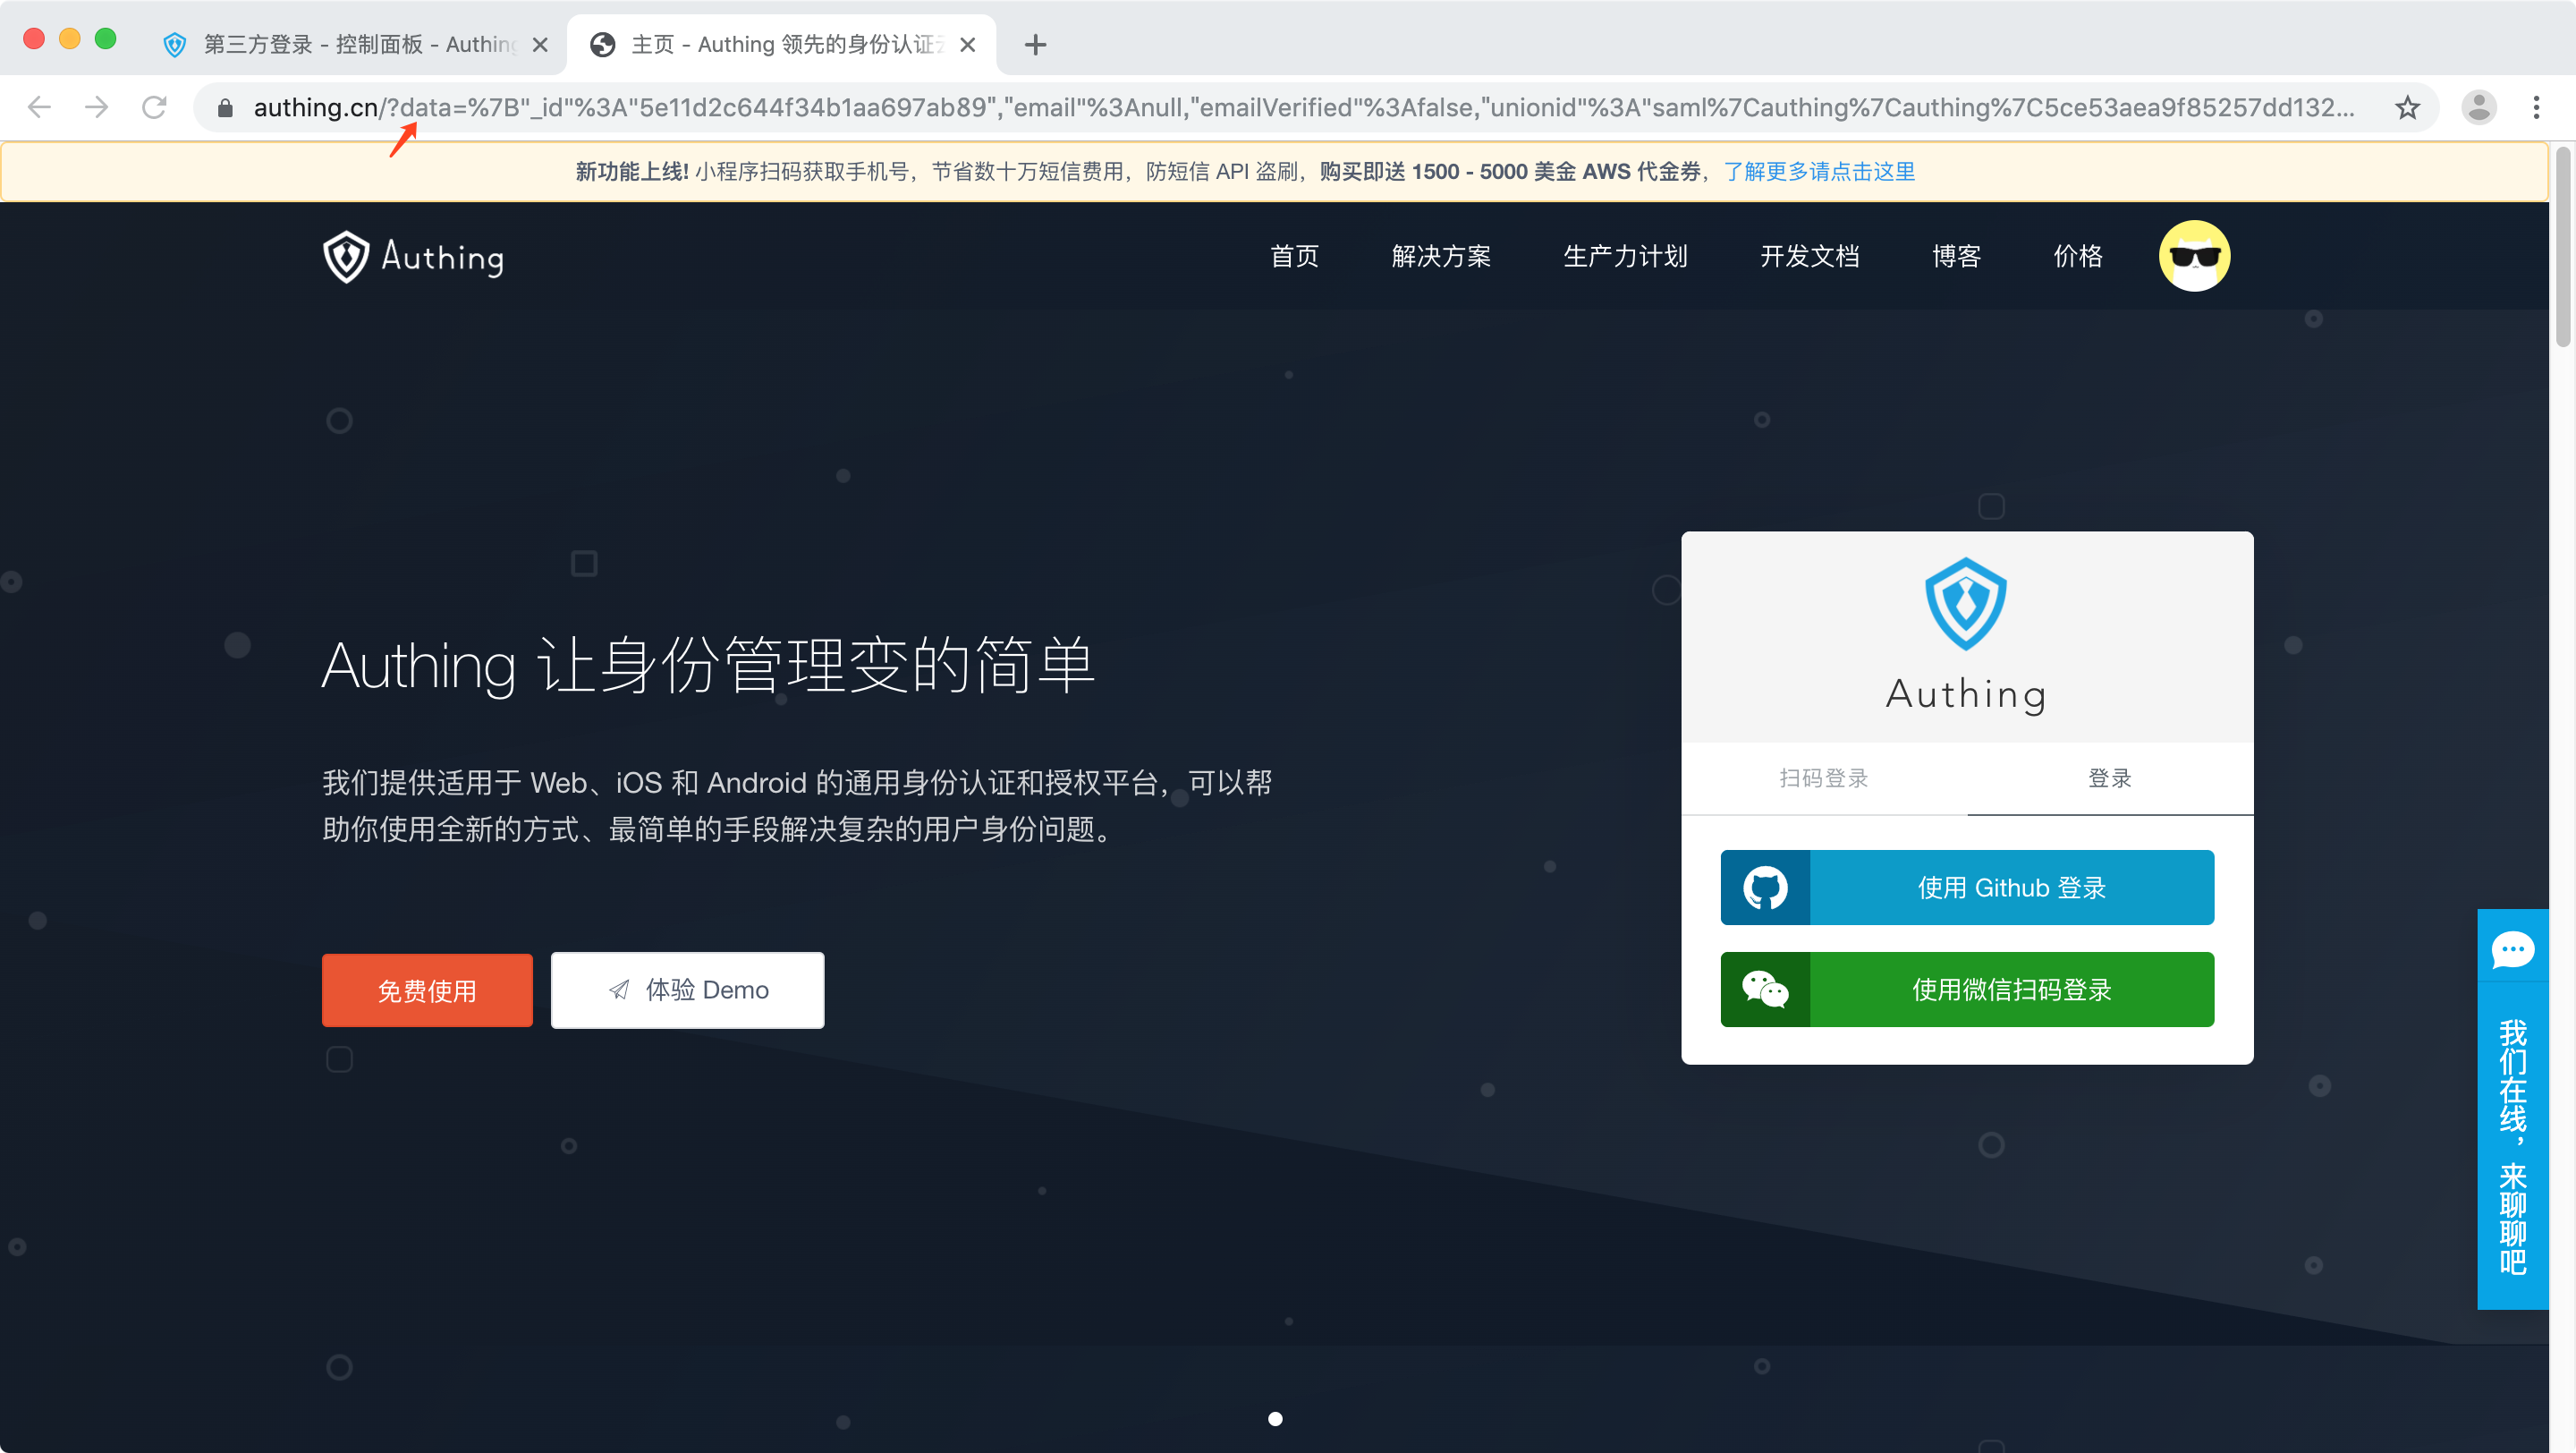 第三方登录 - 控制面板 - Authing
主页 - Authing 领先的身份认证云
authing.cn/?data=%7B"_id"%3A"5e11d2c644f34b1aa697ab89","email"%3Anull,"emailVerified"%3Afalse,"unionid"%3A"saml%7Cauthing%7Cauthing%7C5ce53aea9f85257dd132...
新功能上线! 小程序扫码获取手机号，节省数十万短信费用，防短信 API 盗刷，购买即送 1500 - 5000 美金 AWS 代金券，了解更多请点击这里
Authing
首页
解决方案
生产力计划
开发文档
博客
价格
Authing 让身份管理变的简单
我们提供适用于 Web、iOS 和 Android 的通用身份认证和授权平台，可以帮
助你使用全新的方式、最简单的手段解决复杂的用户身份问题。
免费使用
体验 Demo
Authing
扫码登录
登录
使用 Github 登录
使用微信扫码登录
我们在线，来聊聊吧